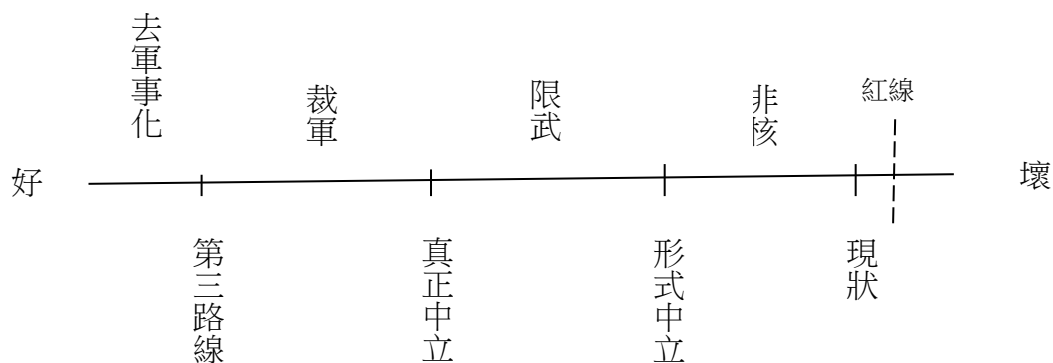 去軍事化
裁軍
限武
非核
紅線
好
壞
第三路線
真正中立
形式中立
現狀